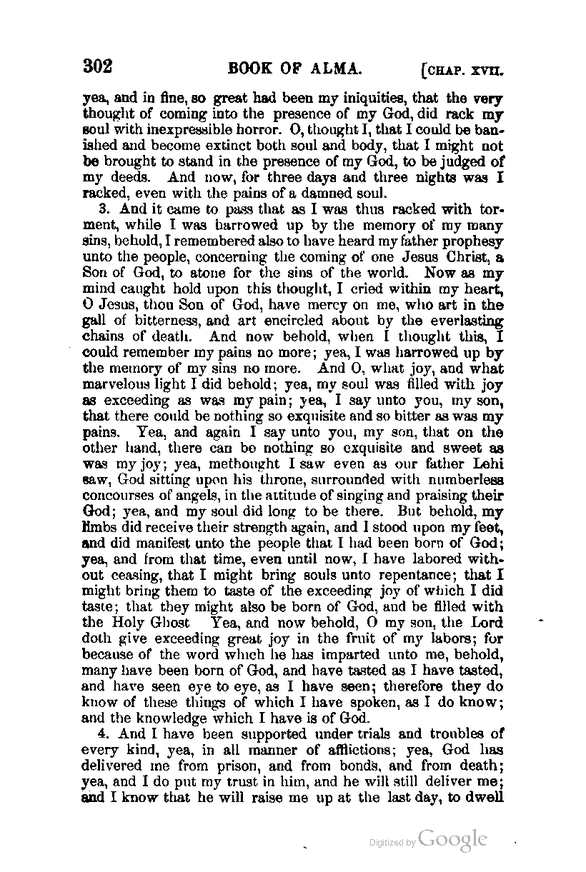 302 BOOK OF ALMA. [CHAP. XVII.
yea, and in fine, so great had been my iniquities, that the very
thought of coming into the presence of my God, did rack my
soul with inexpressible horror. O, thought I, that I could be ban-
ished and become extinct both soul and body, that I might not
be brought to stand in the presence of my God, to be judged of
my deeds. And now, for three days and three nights was I
racked, even with the pains of a damned soul.
3. And it came to pass that as I was thus racked with tor-
ment, while I was harrowed up by the memory of my many
sins, behold, I remembered also to have heard my father prophesy
unto the people, concerning the coming of one Jesus Christ, a
Son of God, to atone for the sins of the world. Now as my
mind caught hold upon this thought, I cried within my heart,
O Jesus, thou Son of God, have mercy on me, who art in the
gall of bitterness, and art encircled about by the everlasting
chains of death. And now behold, when I thought this, I
could remember my pains no more; yea, I was harrowed up by
the memory of my sins no more. And O, what joy, and what
marvelous light I did behold; yea, my soul was filled with joy
as exceeding as was my pain; yea, I say unto you, my son,
that there could be nothing so exquisite and so bitter as was my
pains. Yea, and again I say unto you, my son, that on the
other hand, there can be nothing so exquisite and sweet as
was my joy; yea, methought I saw even as our father Lehi
saw, God sitting upon his throne, surrounded with numberless
concourses of angels, in the attitude of singing and praising their
God; yea, and my soul did long to be there. But behold, my
limbs did receive their strength again, and I stood upon my feet,
and did manifest unto the people that I had been born of God;
yea, and from that time, even until now, I have labored with-
out ceasing, that I might bring souls unto repentance; that I
might bring them to taste of the exceeding joy of which I did
taste; that they might also be born of God, and be filled with
the Holy Ghost Yea, and now behold, O my son, the Lord
doth give exceeding great joy in the fruit of my labors; for
because of the word which he has imparted unto me, behold,
many have been born of God, and have tasted as I have tasted,
and have seen eye to eye, as I have seen; therefore they do
know of these things of which I have spoken, as I do know;
and the knowledge which I have is of God.
4. And I have been supported under trials and troubles of
every kind, yea, in all manner of afflictions; yea, God has
delivered me from prison, and from bonds, and from death;
yea, and I do put my trust in him, and he will still deliver me;
and I know that he will raise me up at the last day, to dwell
Digitized by Google